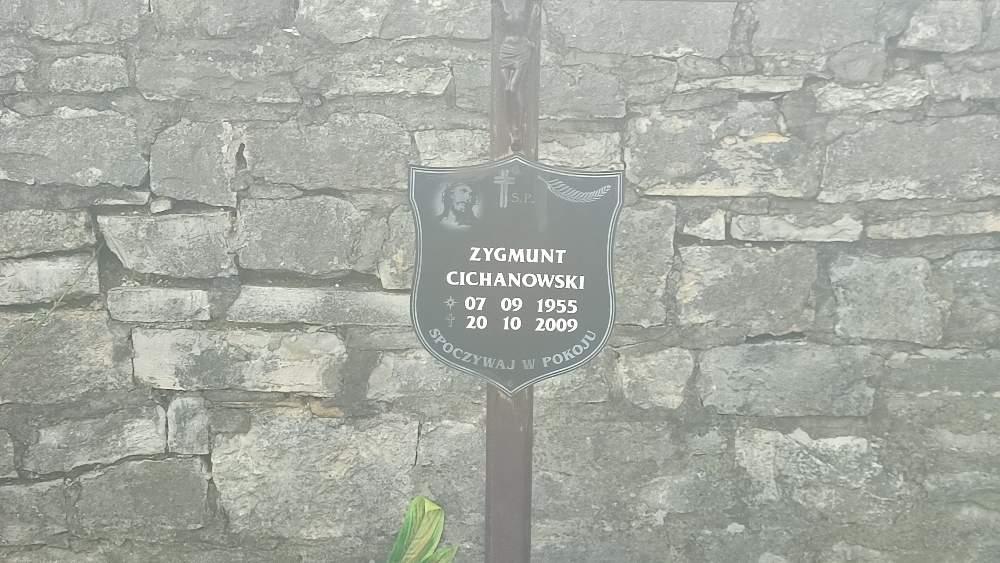 Ś.P.
ZYGMUNT
CICHANOWSKI
07 09 1955
20 10 2009
SPOCZYWAJ W POKOJU